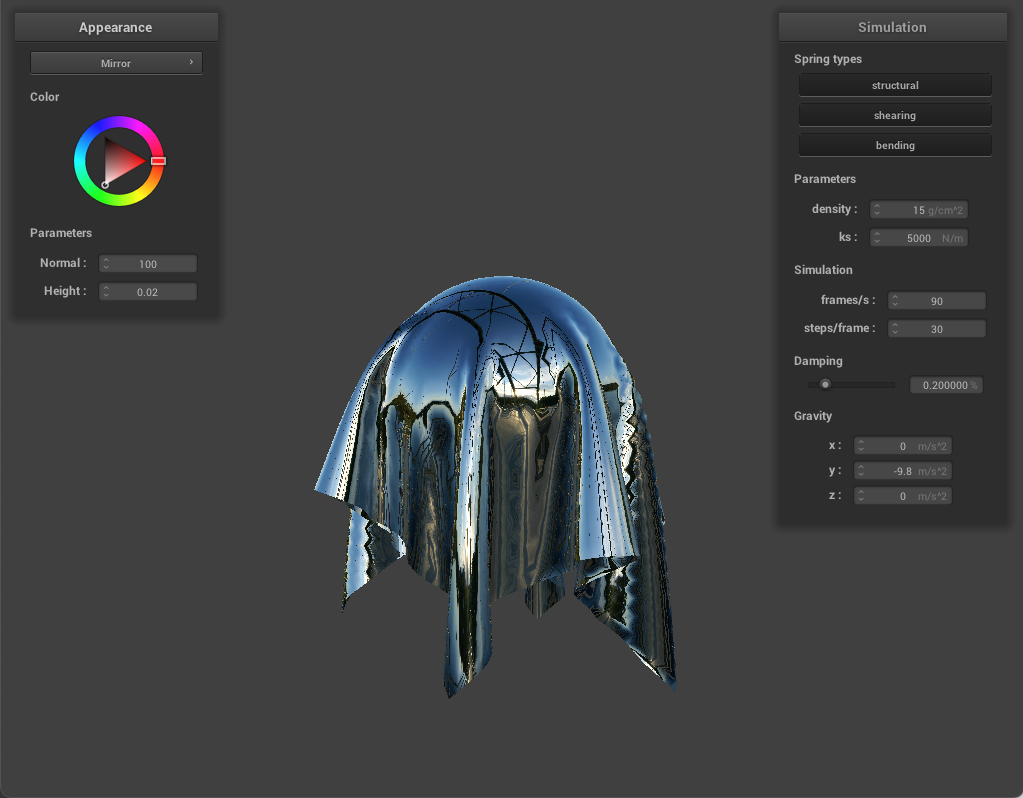 Appearance
Mirror
Color
Parameters
Normal : 100
Height : 0.02
Simulation
Spring types
structural
shearing
bending
Parameters
density : 15 g/cm^2
ks : 5000 N/m
Simulation
frames/s : 90
steps/frame : 30
Damping
0.200000 %
Gravity
x : 0 m/s^2
y : -9.8 m/s^2
z : 0 m/s^2